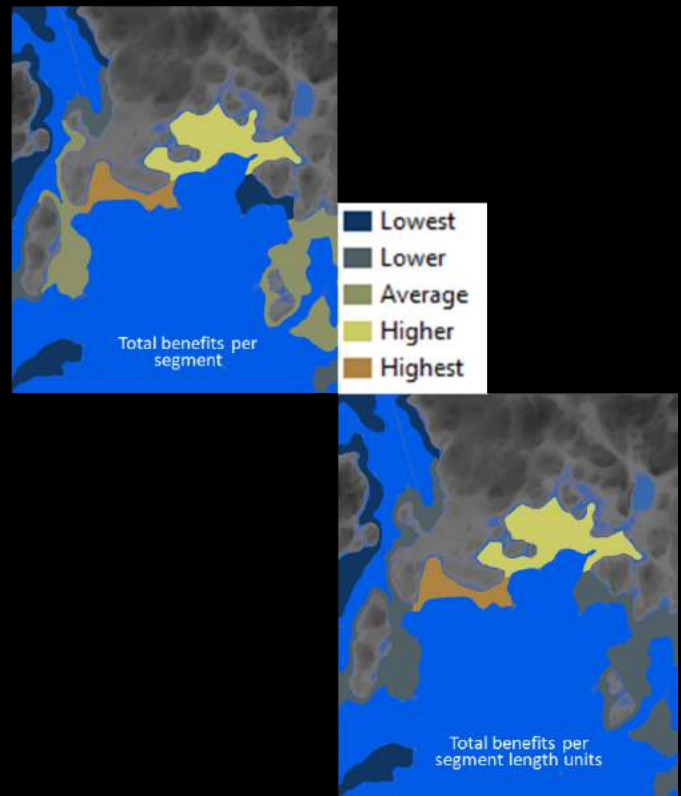 Lowest
Lower
Average
Higher
Highest
Total benefits per
segment
Total benefits per
segment length units